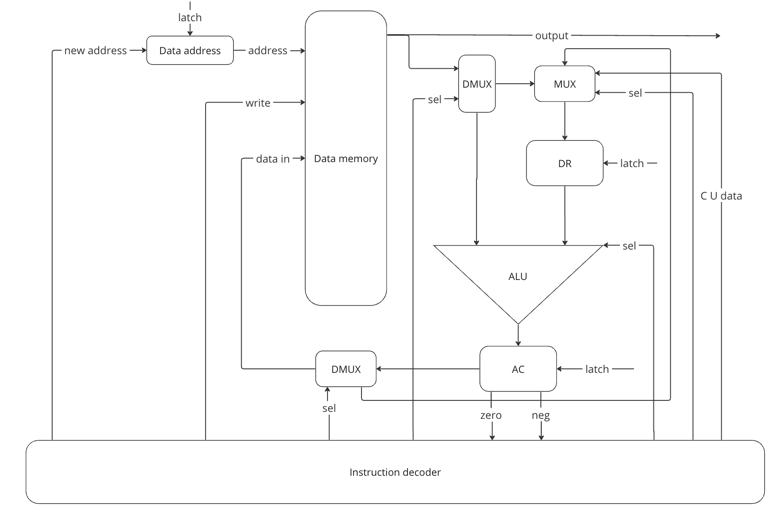 latch
output
new address
Data address
address
DMUX
MUX
sel
sel
write
data in
Data memory
DR
latch
C U data
sel
ALU
DMUX
AC
latch
sel
zero
neg
Instruction decoder